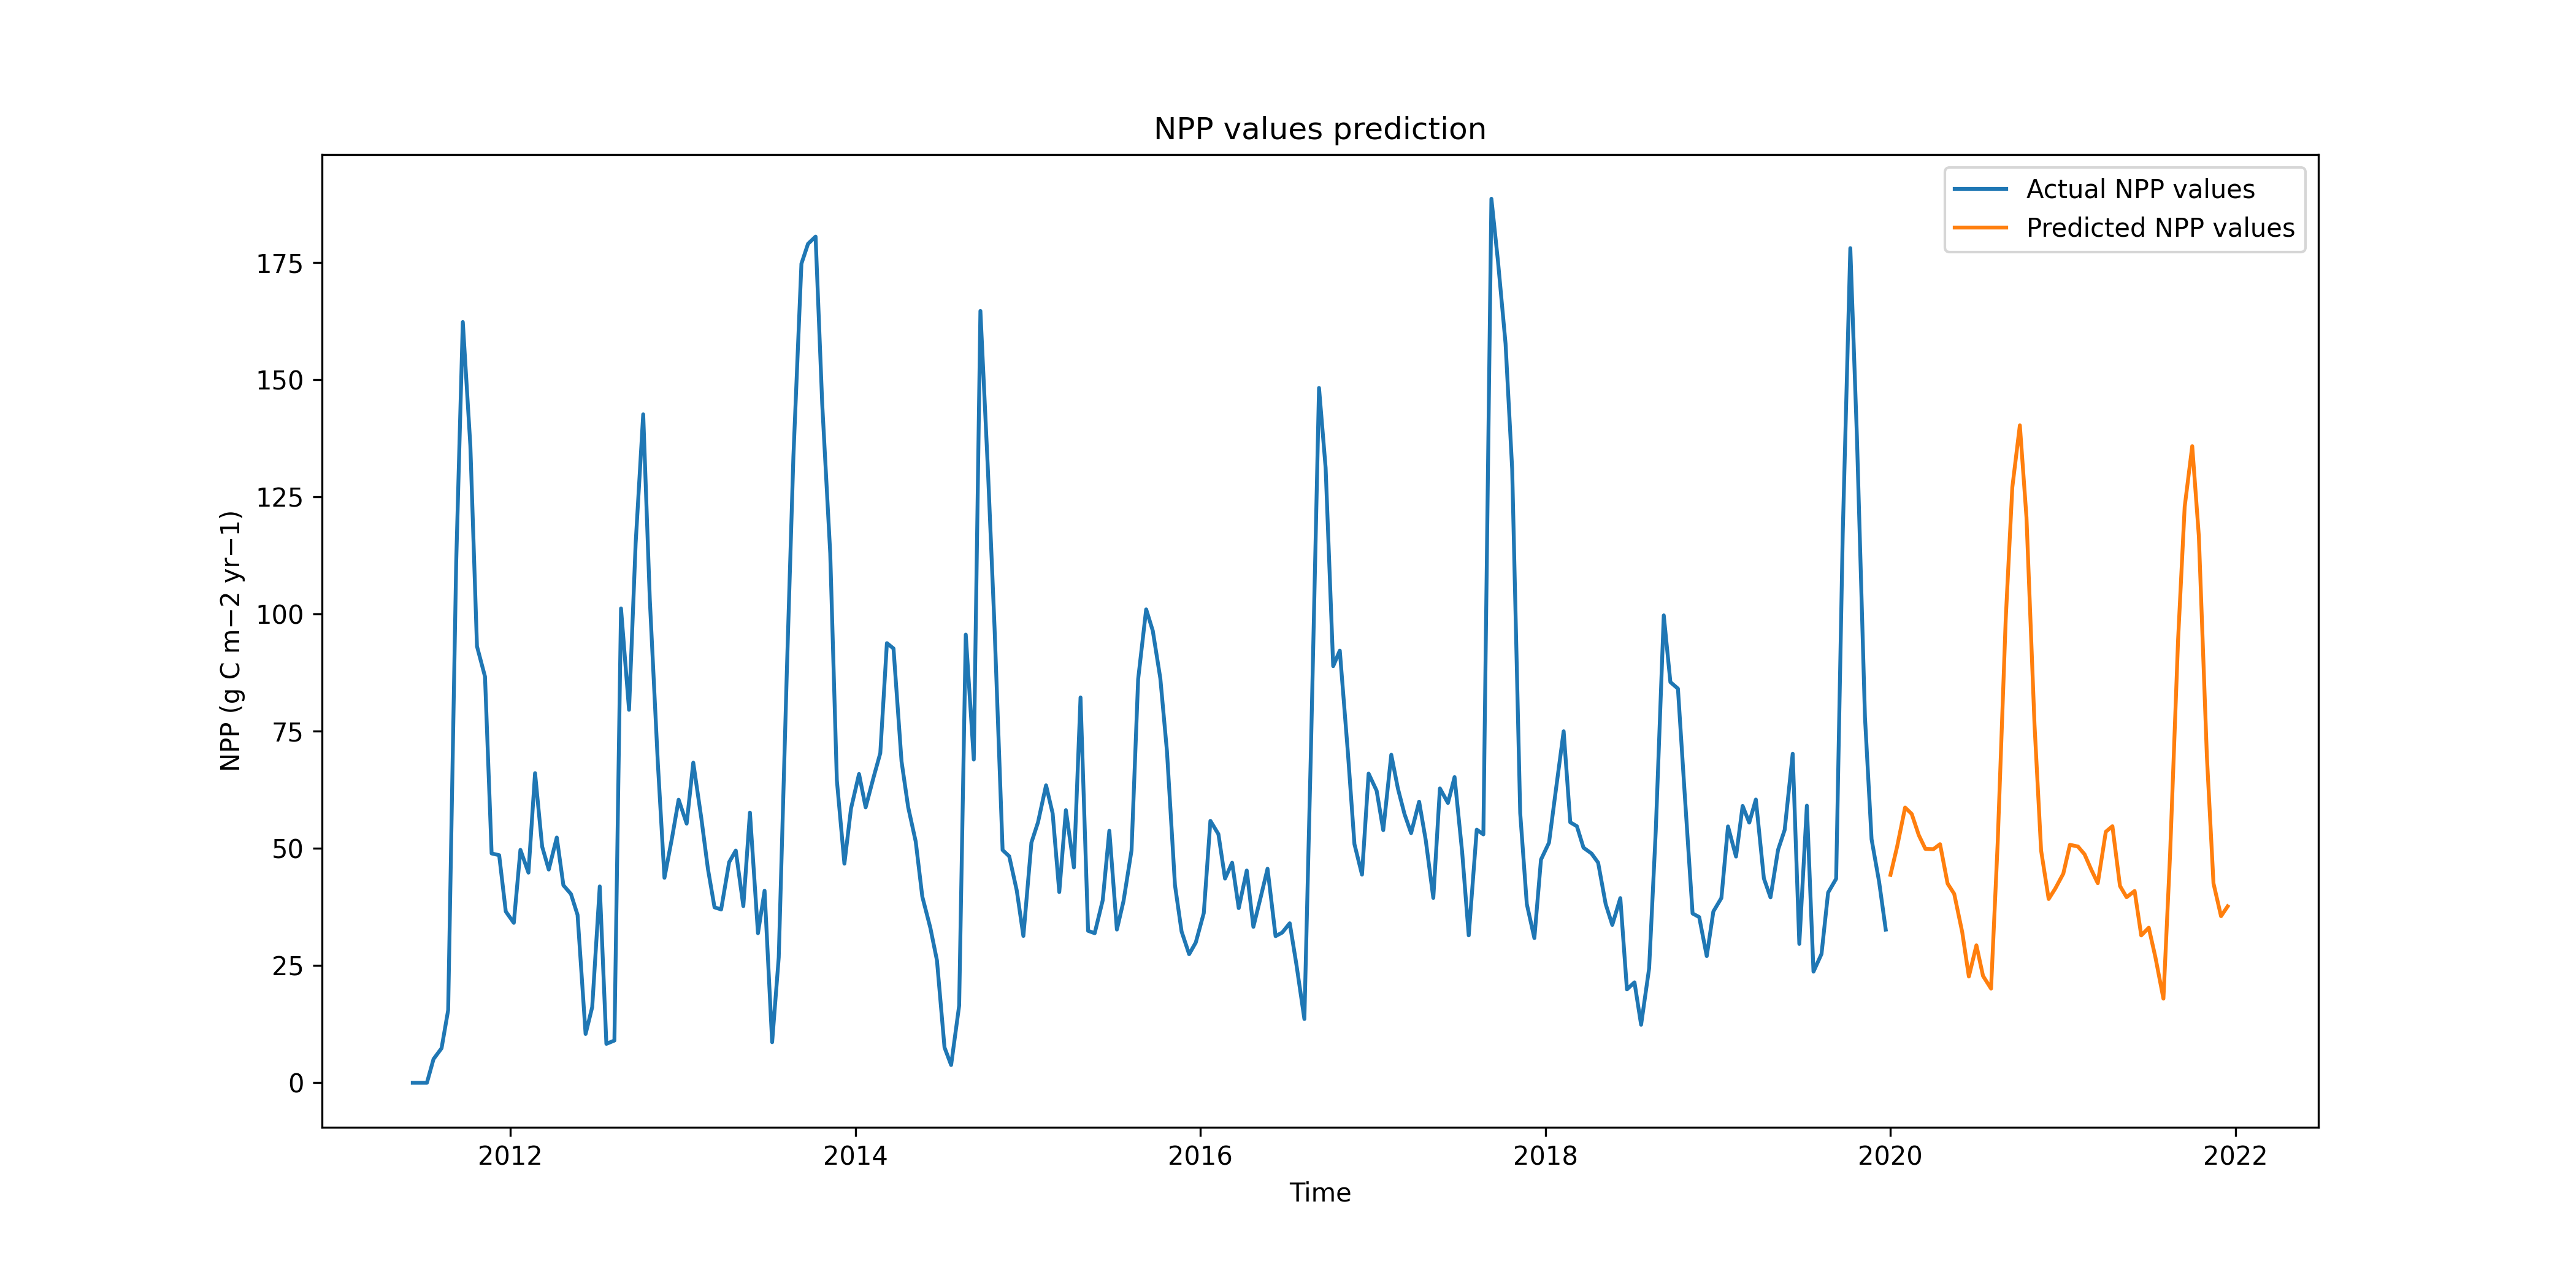 NPP values prediction
Actual NPP values
Predicted NPP values
NPP (g C m−2 yr−1)
175
150
125
100
75
50
25
0
2012
2014
2016
2018
2020
2022
Time